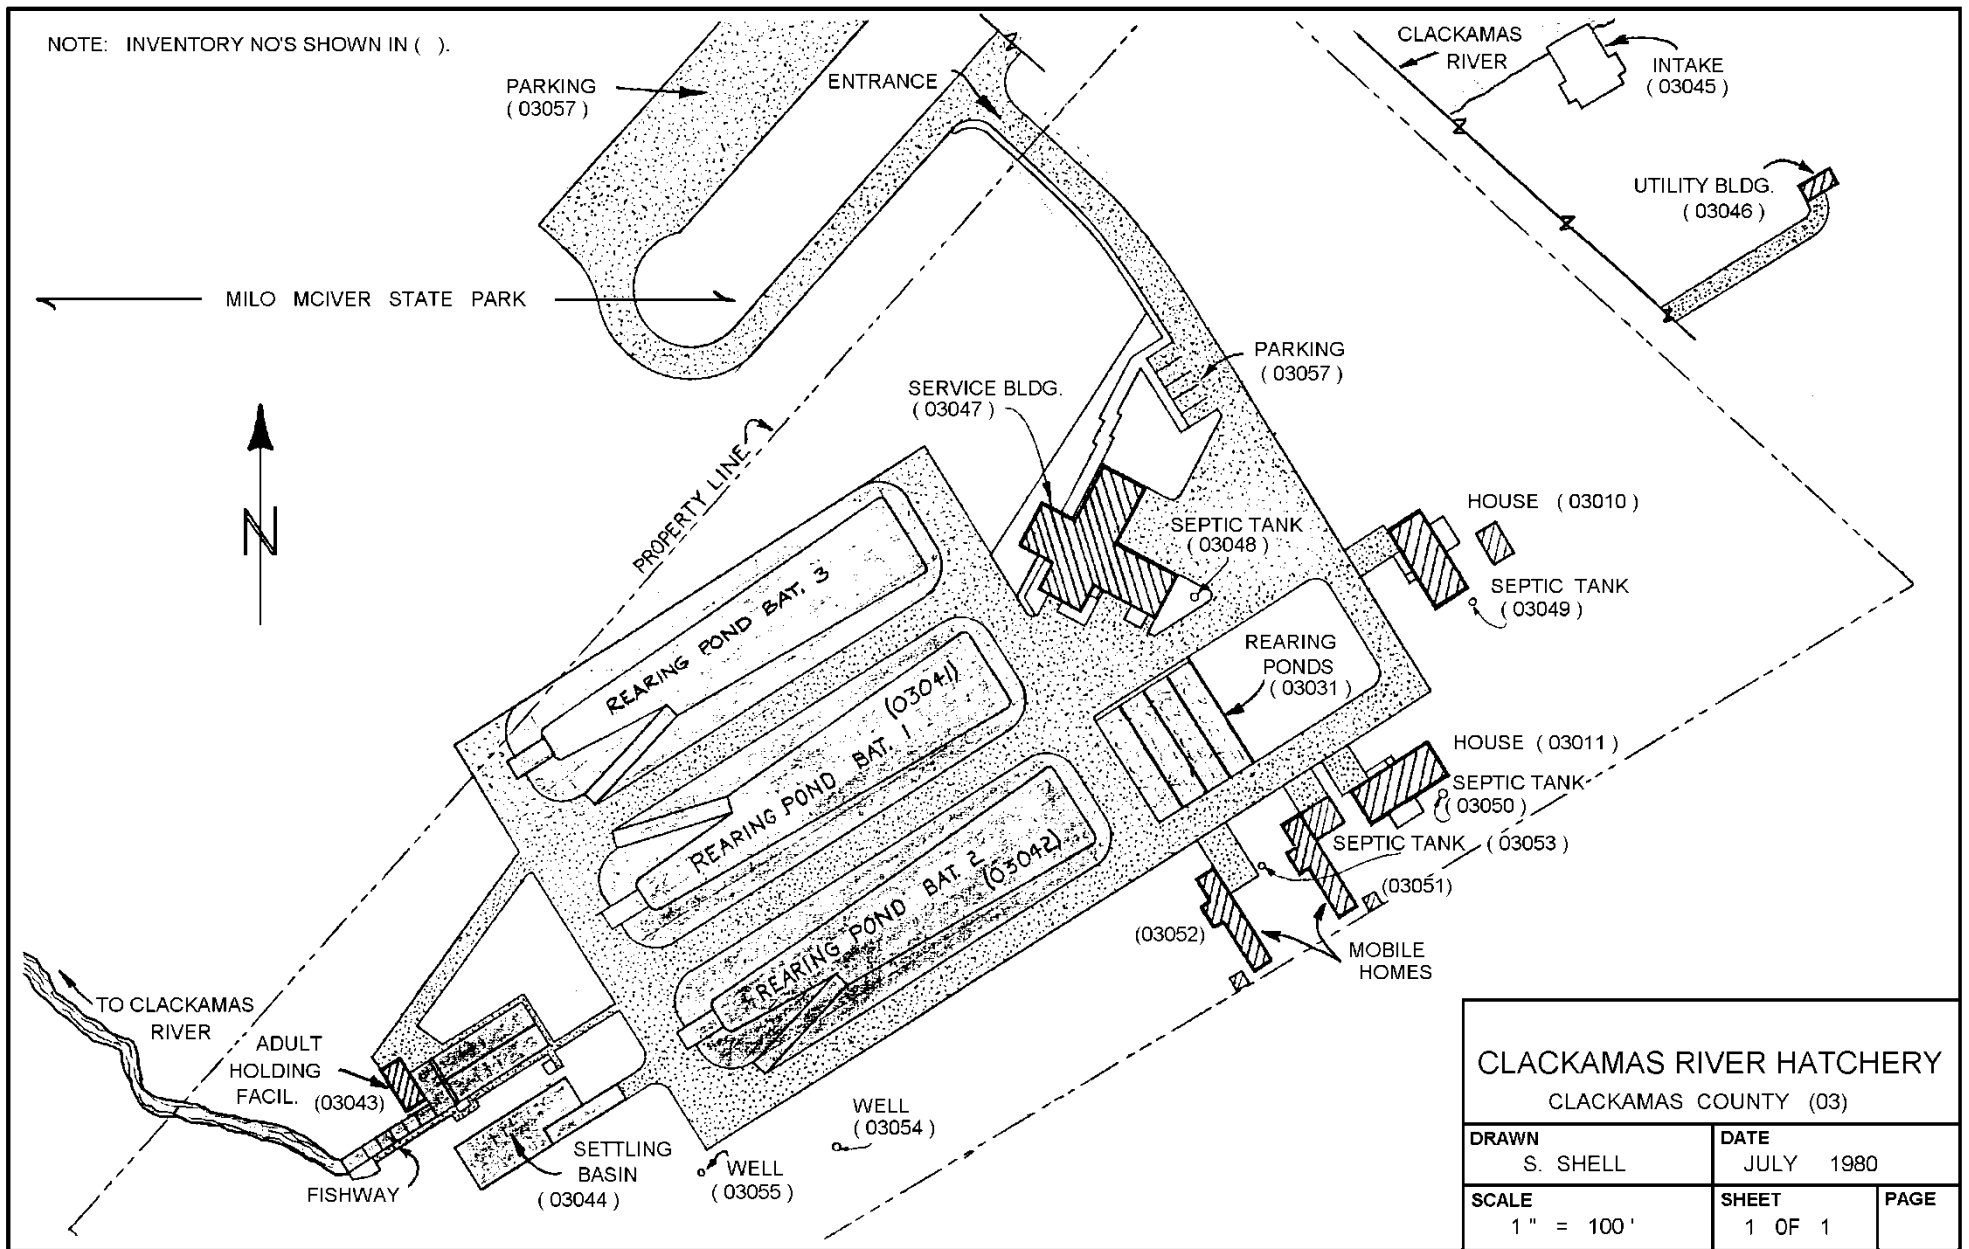 NOTE: INVENTORY NO'S SHOWN IN ( ).
PARKING
( 03057 )
ENTRANCE
CLACKAMAS
RIVER
INTAKE
( 03045 )
UTILITY BLDG.
( 03046 )
MILO MCIVER STATE PARK
PARKING
( 03057 )
SERVICE BLDG.
( 03047 )
PROPERTY LINE
N
HOUSE ( 03010 )
SEPTIC TANK
( 03048 )
SEPTIC TANK
( 03049 )
REARING POND BAT. 3
REARING
PONDS
( 03031 )
(03041)
REARING POND BAT. 1
HOUSE ( 03011 )
SEPTIC TANK
( 03050 )
SEPTIC TANK ( 03053 )
(03051)
REARING POND BAT. 2
(03042)
(03052)
MOBILE
HOMES
TO CLACKAMAS
RIVER
ADULT
HOLDING
FACIL. (03043)
FISHWAY
SETTLING
BASIN
( 03044 )
WELL
( 03054 )
WELL
( 03055 )
CLACKAMAS RIVER HATCHERY
CLACKAMAS COUNTY (03)
DRAWN
S. SHELL
DATE
JULY 1980
SCALE
1 " = 100 '
SHEET
1 OF 1
PAGE